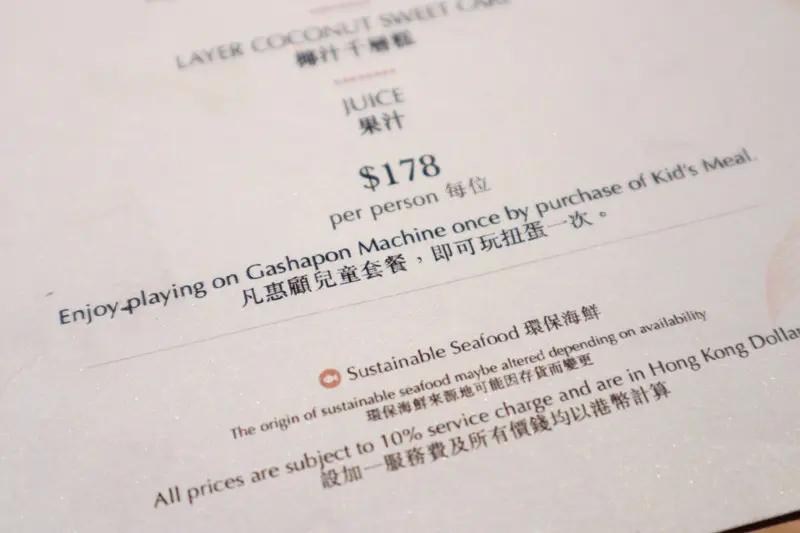 LAYER COCONUT SWEET CAKE
椰汁千層糕
JUICE
果汁
$178
per person 每位
Enjoy playing on Gashapon Machine once by purchase of Kid's Meal.
凡惠顧兒童套餐，即可玩扭蛋一次。
Sustainable Seafood 環保海鮮
The origin of sustainable seafood maybe altered depending on availability
環保海鮮來源地可能因存貨而變更
All prices are subject to 10% service charge and are in Hong Kong Dollar
設加一服務費及所有價錢均以港幣計算